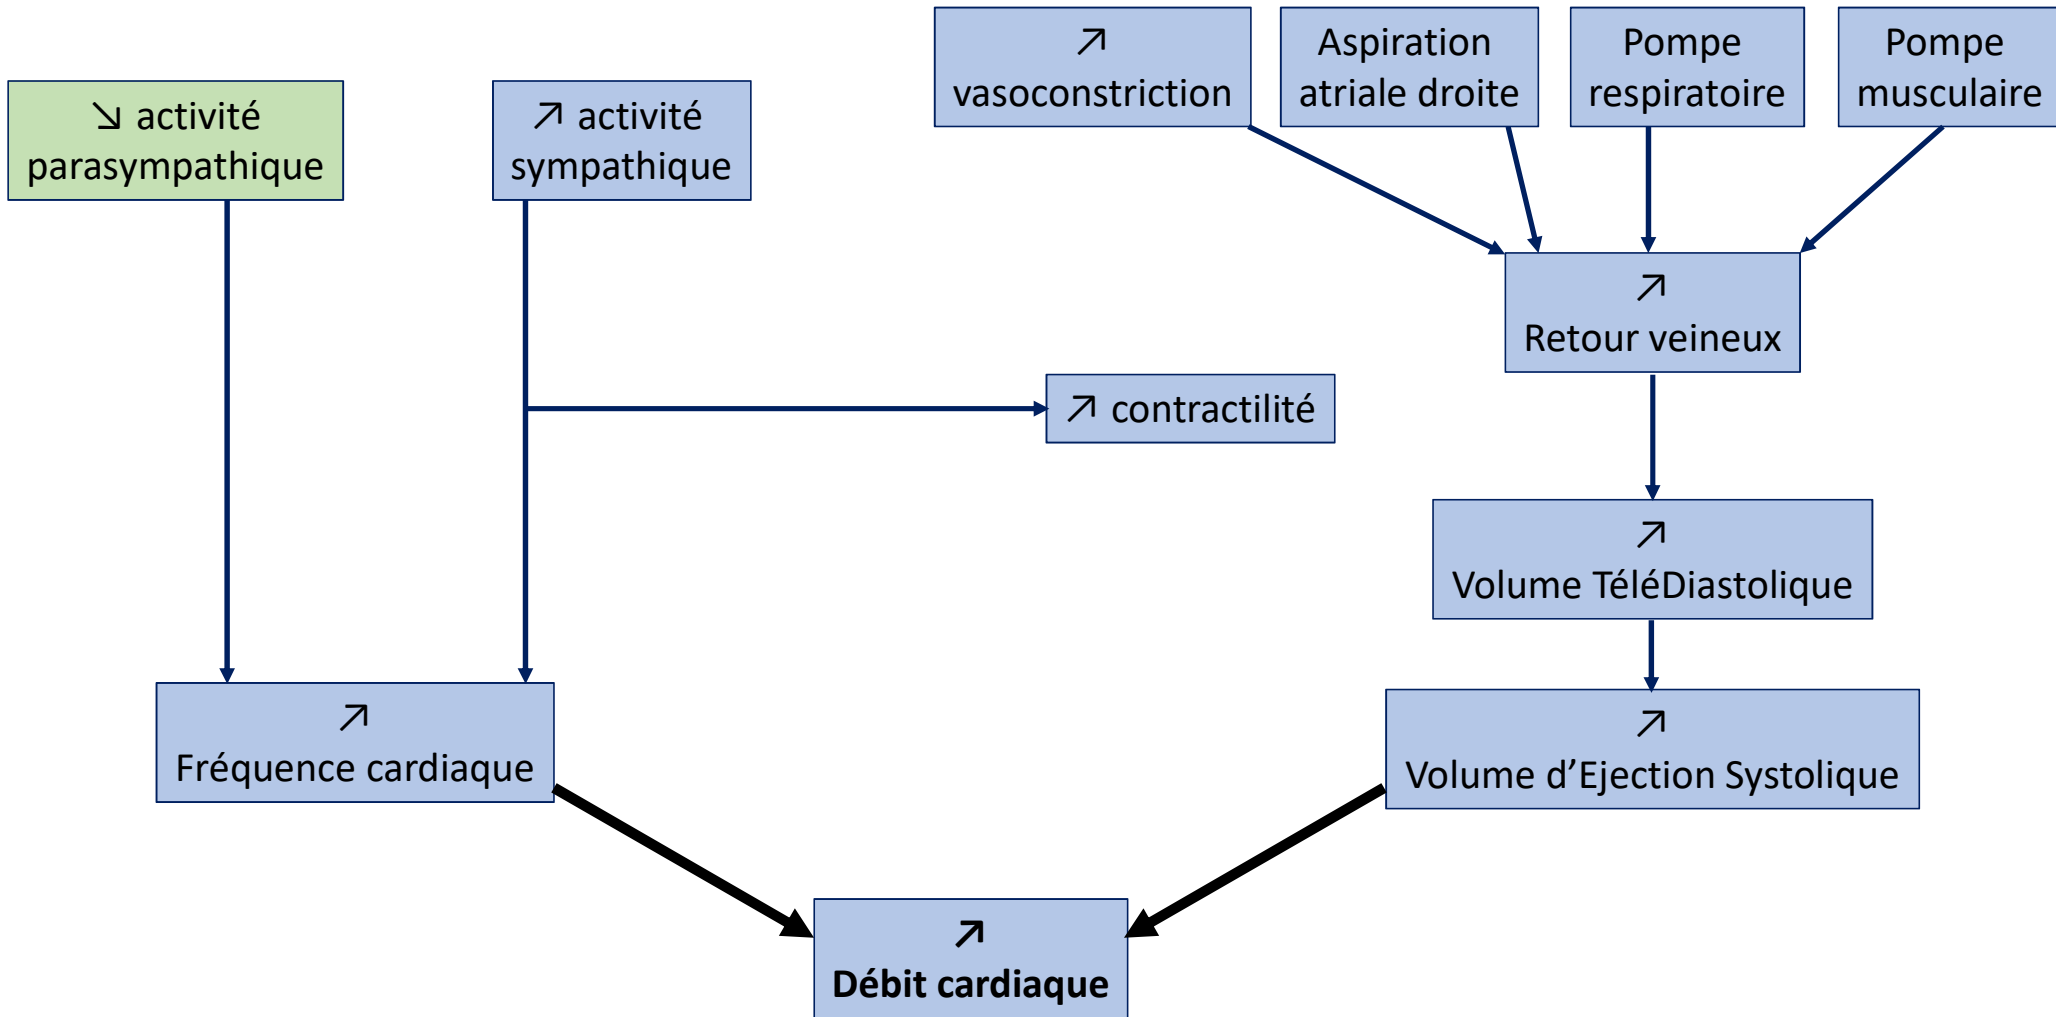 ↘ activité
parasympathique
↗ activité
sympathique
↗
vasoconstriction
Aspiration
atriale droite
Pompe
respiratoire
Pompe
musculaire
↗
Retour veineux
↗ contractilité
↗
Volume TéléDiastolique
↗
Fréquence cardiaque
↗
Volume d’Ejection Systolique
↗
Débit cardiaque